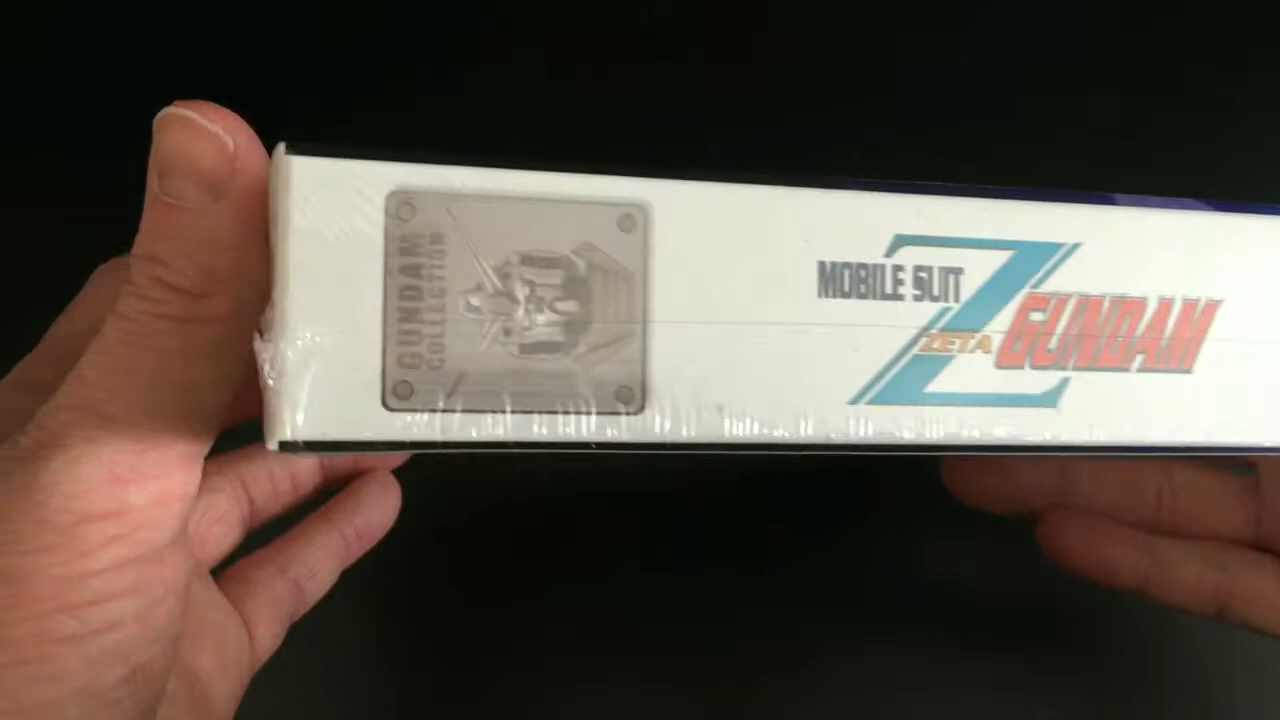 GUNDAM
COLLECTION
MOBILE SUIT
Z
ZETA
GUNDAM